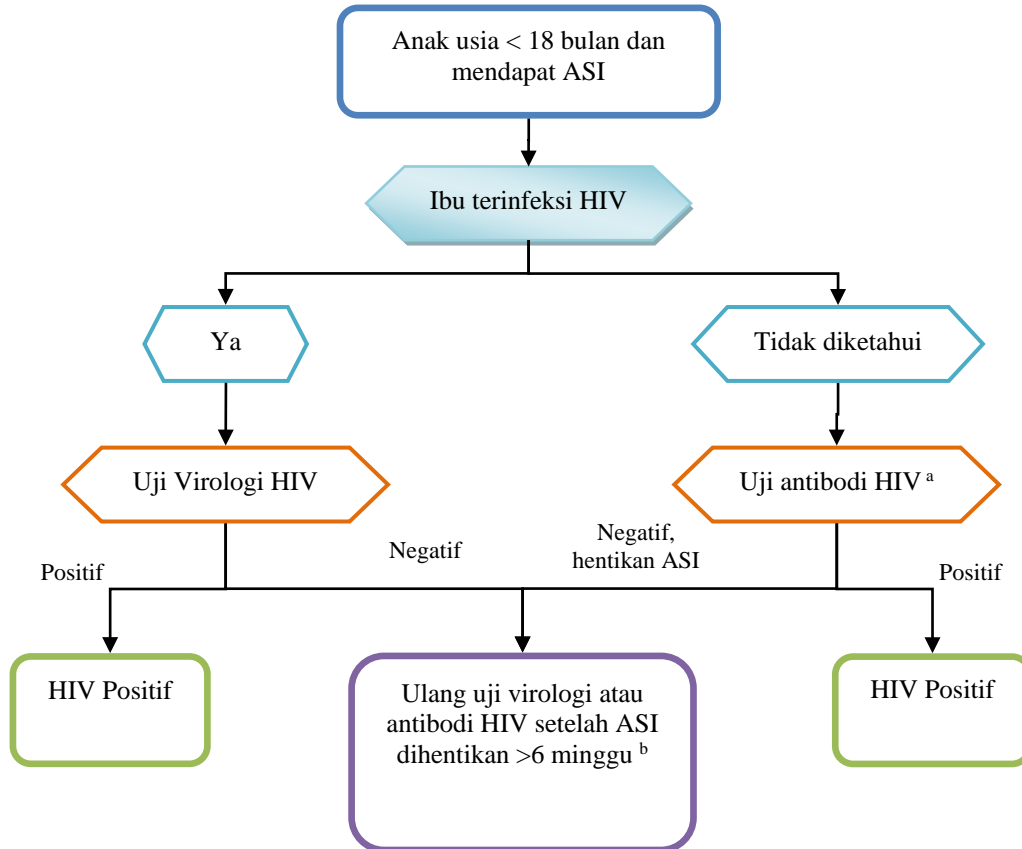 Anak usia < 18 bulan dan
mendapat ASI
Ibu terinfeksi HIV
Ya
Tidak diketahui
Uji Virologi HIV
Uji antibodi HIV a
Positif
Negatif
Negatif,
hentikan ASI
Positif
HIV Positif
Ulang uji virologi atau
antibodi HIV setelah ASI
dihentikan >6 minggu b
HIV Positif